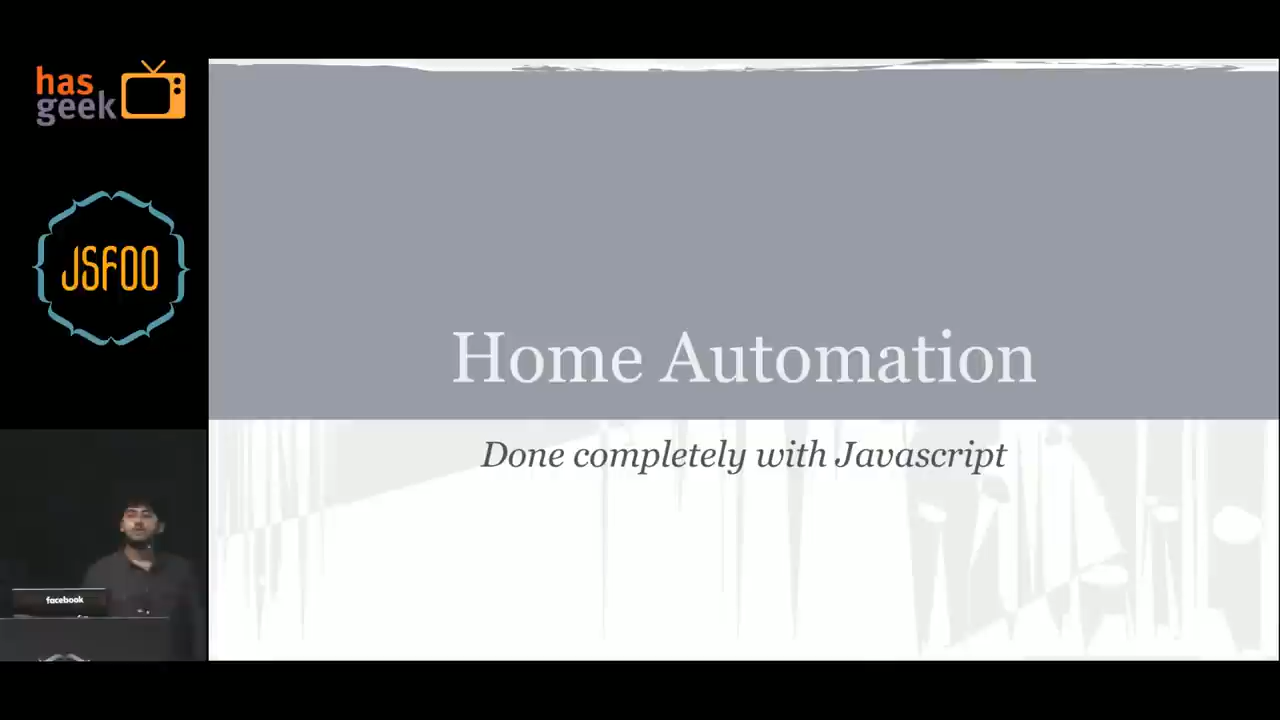 has
geek
JSFOO
Home Automation
Done completely with Javascript
facebook